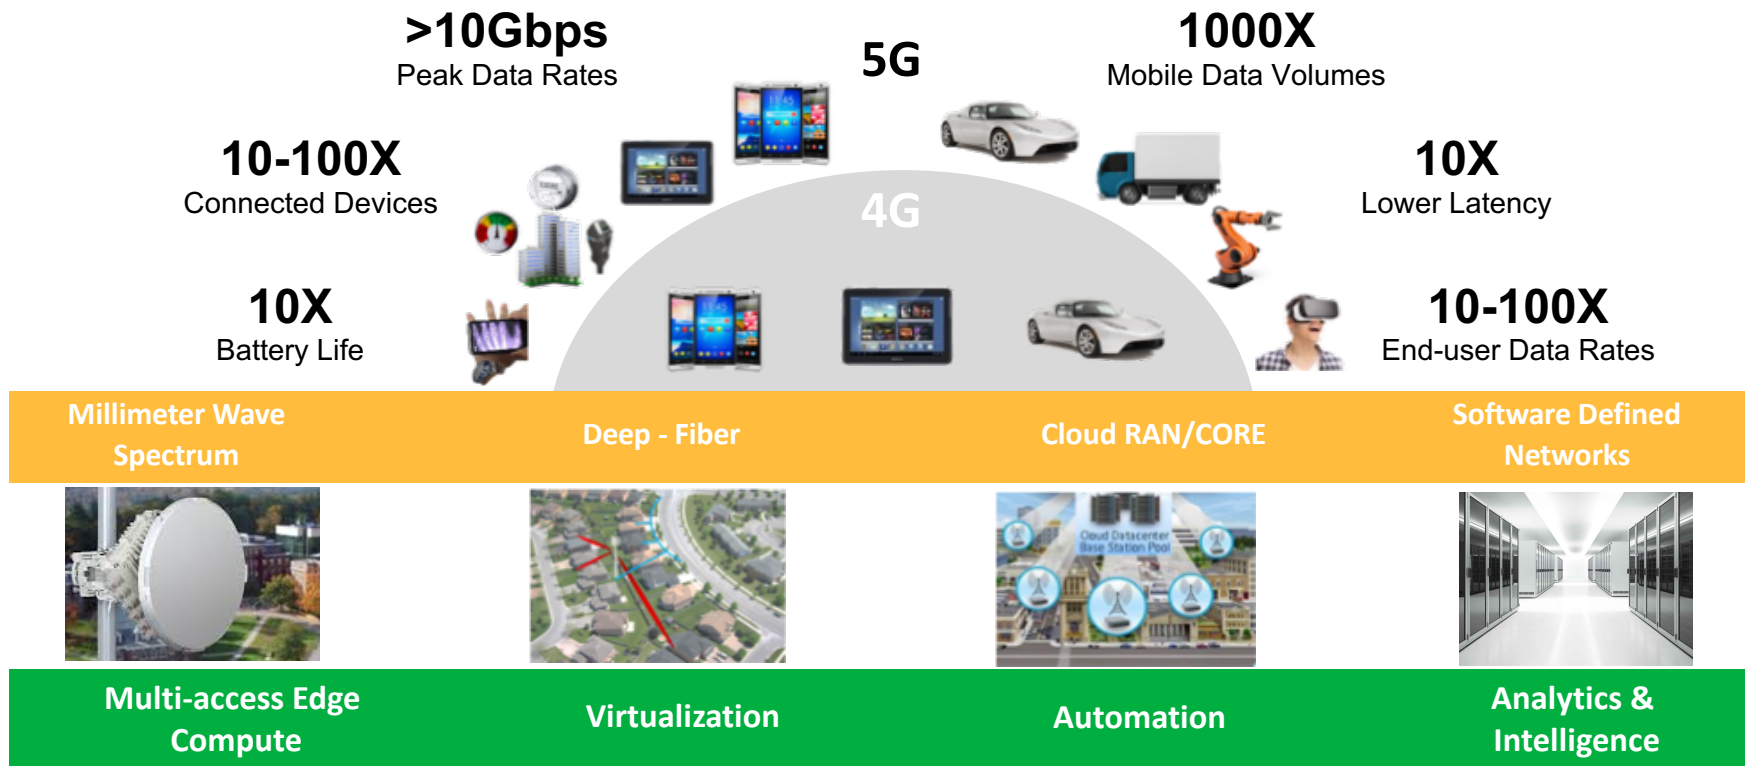 >10Gbps
Peak Data Rates
5G
1000X
Mobile Data Volumes
10-100X
Connected Devices
4G
10X
Lower Latency
10X
Battery Life
10-100X
End-user Data Rates
Millimeter Wave
Spectrum
Deep - Fiber
Cloud RAN/CORE
Software Defined
Networks
Cloud Datacenter
Base Station Pool
Multi-access Edge
Compute
Virtualization
Automation
Analytics &
Intelligence